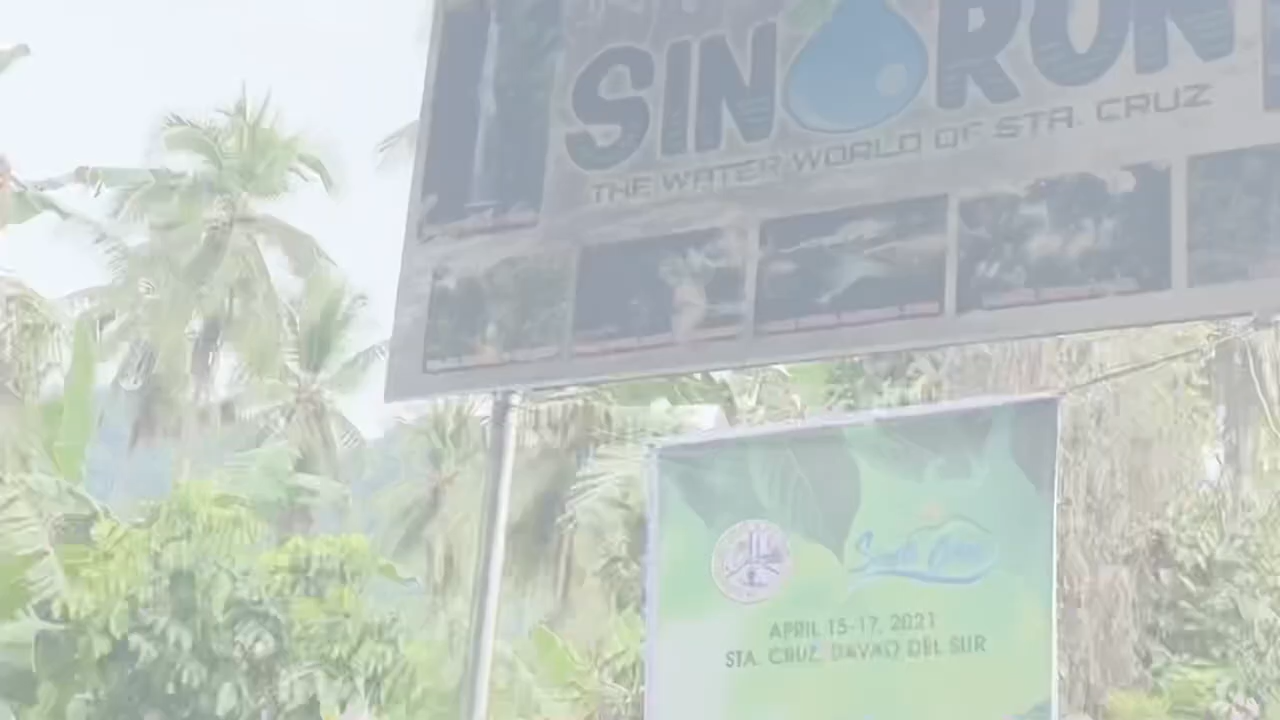 SIN RON
THE WATER WORLD OF STA. CRUZ
APRIL 15-17, 2021
STA. CRUZ, DAVAO DEL SUR